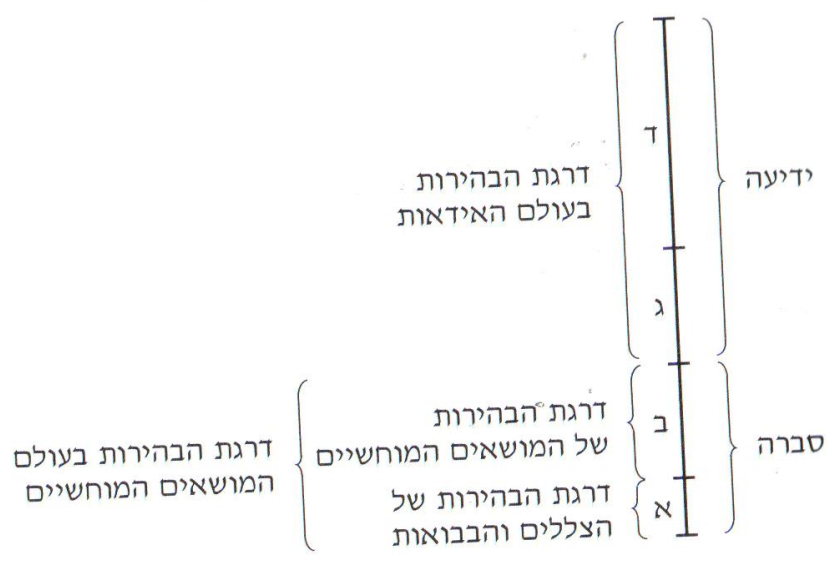 ידיעה
ד
דרגת הבהירות
בעולם האידאות
ג
סברה
ב
דרגת הבהירות
של המושאים המוחשיים
דרגת הבהירות בעולם
המושאים המוחשיים
א
דרגת הבהירות של
הצללים והבבואות